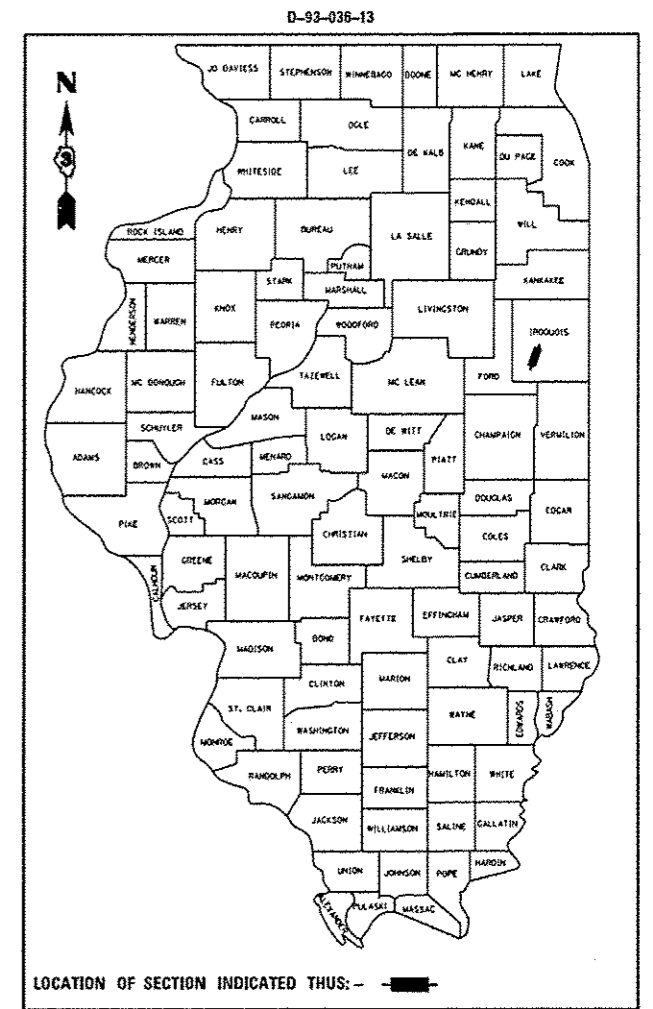 D-93-036-13
N
3
JO DAVIESS STEPHENSON WINNEBAGO BOONE MC HENRY LAKE
CARROLL OGLE DE KALB KANE DU PAGE COOK
WHITESIDE LEE
KENDALL WILL
ROCK ISLAND HENRY BUREAU LA SALLE GRUNDY
MERCER STARK PUTNAM MARSHALL KANKAKEE
HENDERSON WARREN KNOX PEORIA WOODFORD LIVINGSTON IROQUOIS
HANCOCK MC DONOUGH FULTON TAZEWELL MC LEAN FORD
SCHUYLER MASON LOGAN DE WITT CHAMPAIGN VERMILION
ADAMS BROWN CASS MENARD MACON PIATT
PIKE SCOTT MORGAN SANGAMON CHRISTIAN MOULTRIE DOUGLAS EDGAR
COLES
CALHOUN GREENE MACOUPIN MONTGOMERY SHELBY CUMBERLAND CLARK
JERSEY FAYETTE EFFINGHAM JASPER CRAWFORD
MADISON BOND
CLINTON MARION CLAY RICHLAND LAWRENCE
ST. CLAIR WASHINGTON JEFFERSON WAYNE EDWARDS WABASH
MONROE
RANDOLPH PERRY FRANKLIN HAMILTON WHITE
JACKSON WILLIAMSON SALINE GALLATIN
UNION JOHNSON POPE HARDIN
ALEXANDER PULASKI MASSAC
LOCATION OF SECTION INDICATED THUS:-